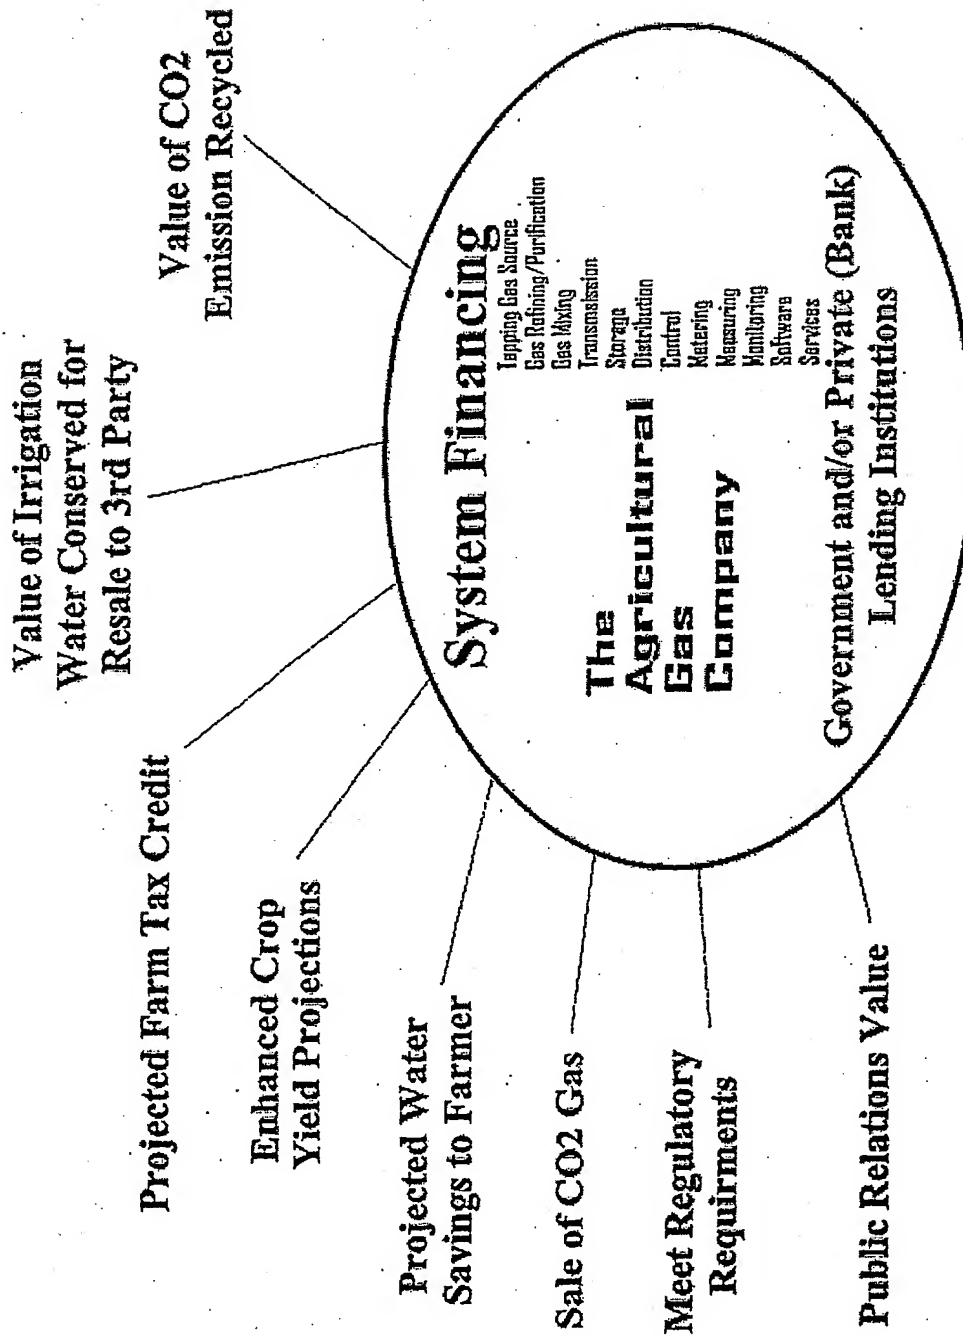 Value of CO2
Emission Recycled
Value of Irrigation
Water Conserved for
Resale to 3rd Party
Projected Farm Tax Credit
Enhanced Crop
Yield Projections
Projected Water
Savings to Farmer
Sale of CO2 Gas
Meet Regulatory
Requirments
Public Relations Value
System Financing
The
Agricultural
Gas
Company
Tapping Gas Source
Gas Refining/Purification
Gas Mixing
Transmission
Storage
Distribution
Control
Metering
Measuring
Monitoring
Software
Services
Government and/or Private (Bank)
Lending Institutions